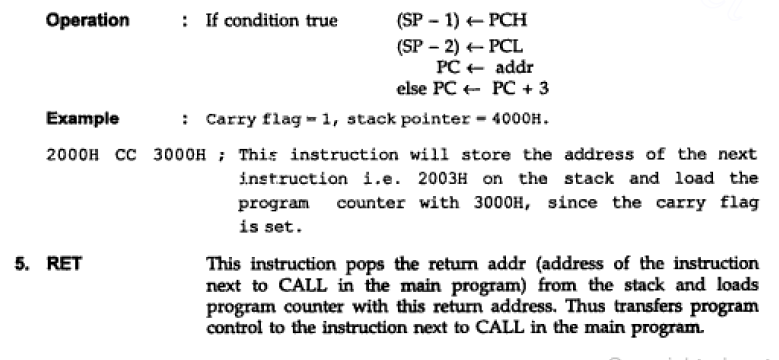 Operation : If condition true (SP – 1) ← PCH
(SP – 2) ← PCL
PC ← addr
else PC ← PC + 3
Example : Carry flag = 1, stack pointer = 4000H.
2000H CC 3000H ; This instruction will store the address of the next
instruction i.e. 2003H on the stack and load the
program counter with 3000H, since the carry flag
is set.
5. RET This instruction pops the return addr (address of the instruction
next to CALL in the main program) from the stack and loads
program counter with this return address. Thus transfers program
control to the instruction next to CALL in the main program.